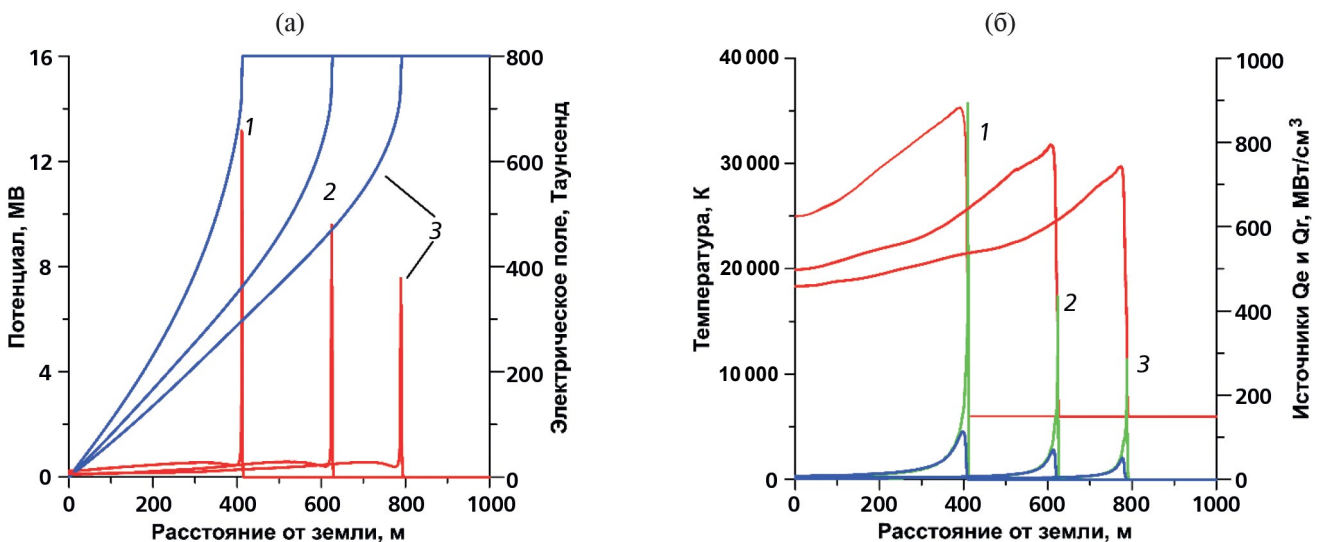 (а)
16
12
8
4
0
Потенциал, МВ
800
600
400
200
0
Электрическое поле, Таунсенд
1
2
3
0 200 400 600 800 1000
Расстояние от земли, м
(б)
40 000
30 000
20 000
10 000
0
Температура, К
1000
800
600
400
200
0
Источники Qe и Qr, МВт/см³
1
2
3
0 200 400 600 800 1000
Расстояние от земли, м